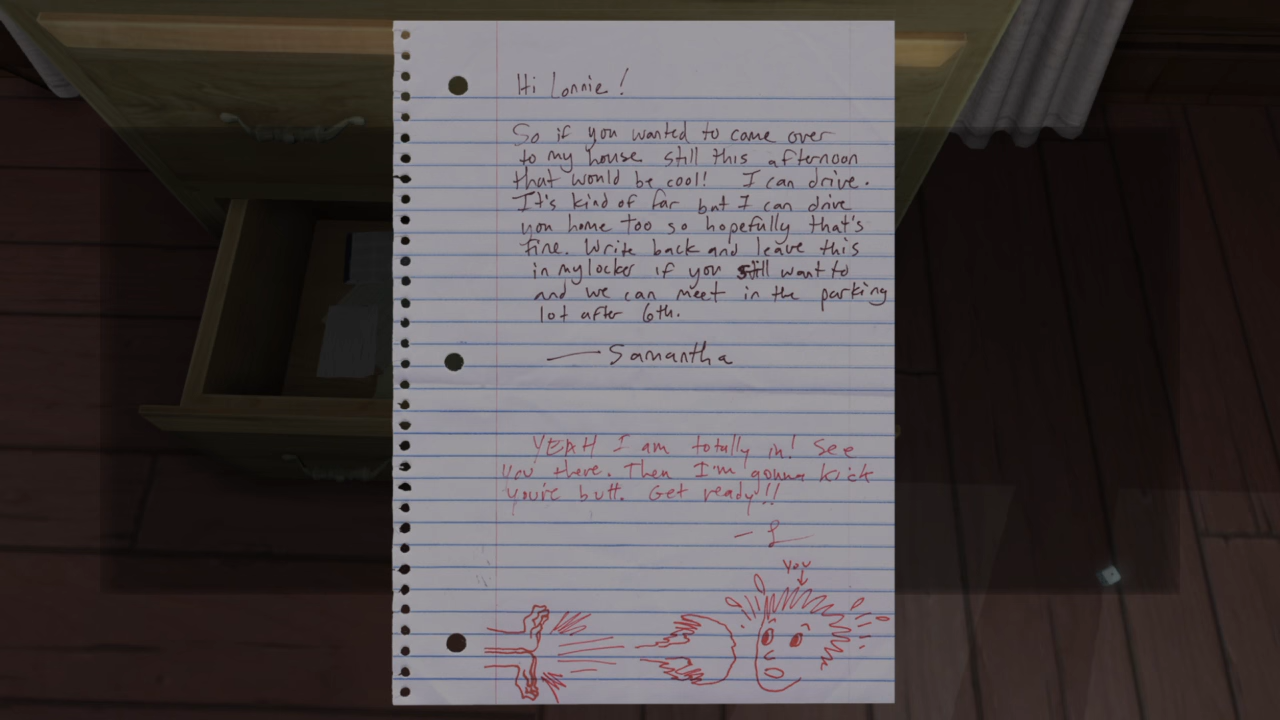 Hi Lonnie!
So if you wanted to come over
to my house still this afternoon
that would be cool! I can drive.
It's kind of far but I can drive
you home too so hopefully that's
fine. Write back and leave this
in my locker if you still want to
and we can meet in the parking
lot after 6th.
— Samantha
YEAH I am totally in! See
you there. Then I'm gonna kick
you're butt. Get ready!!
- L
You